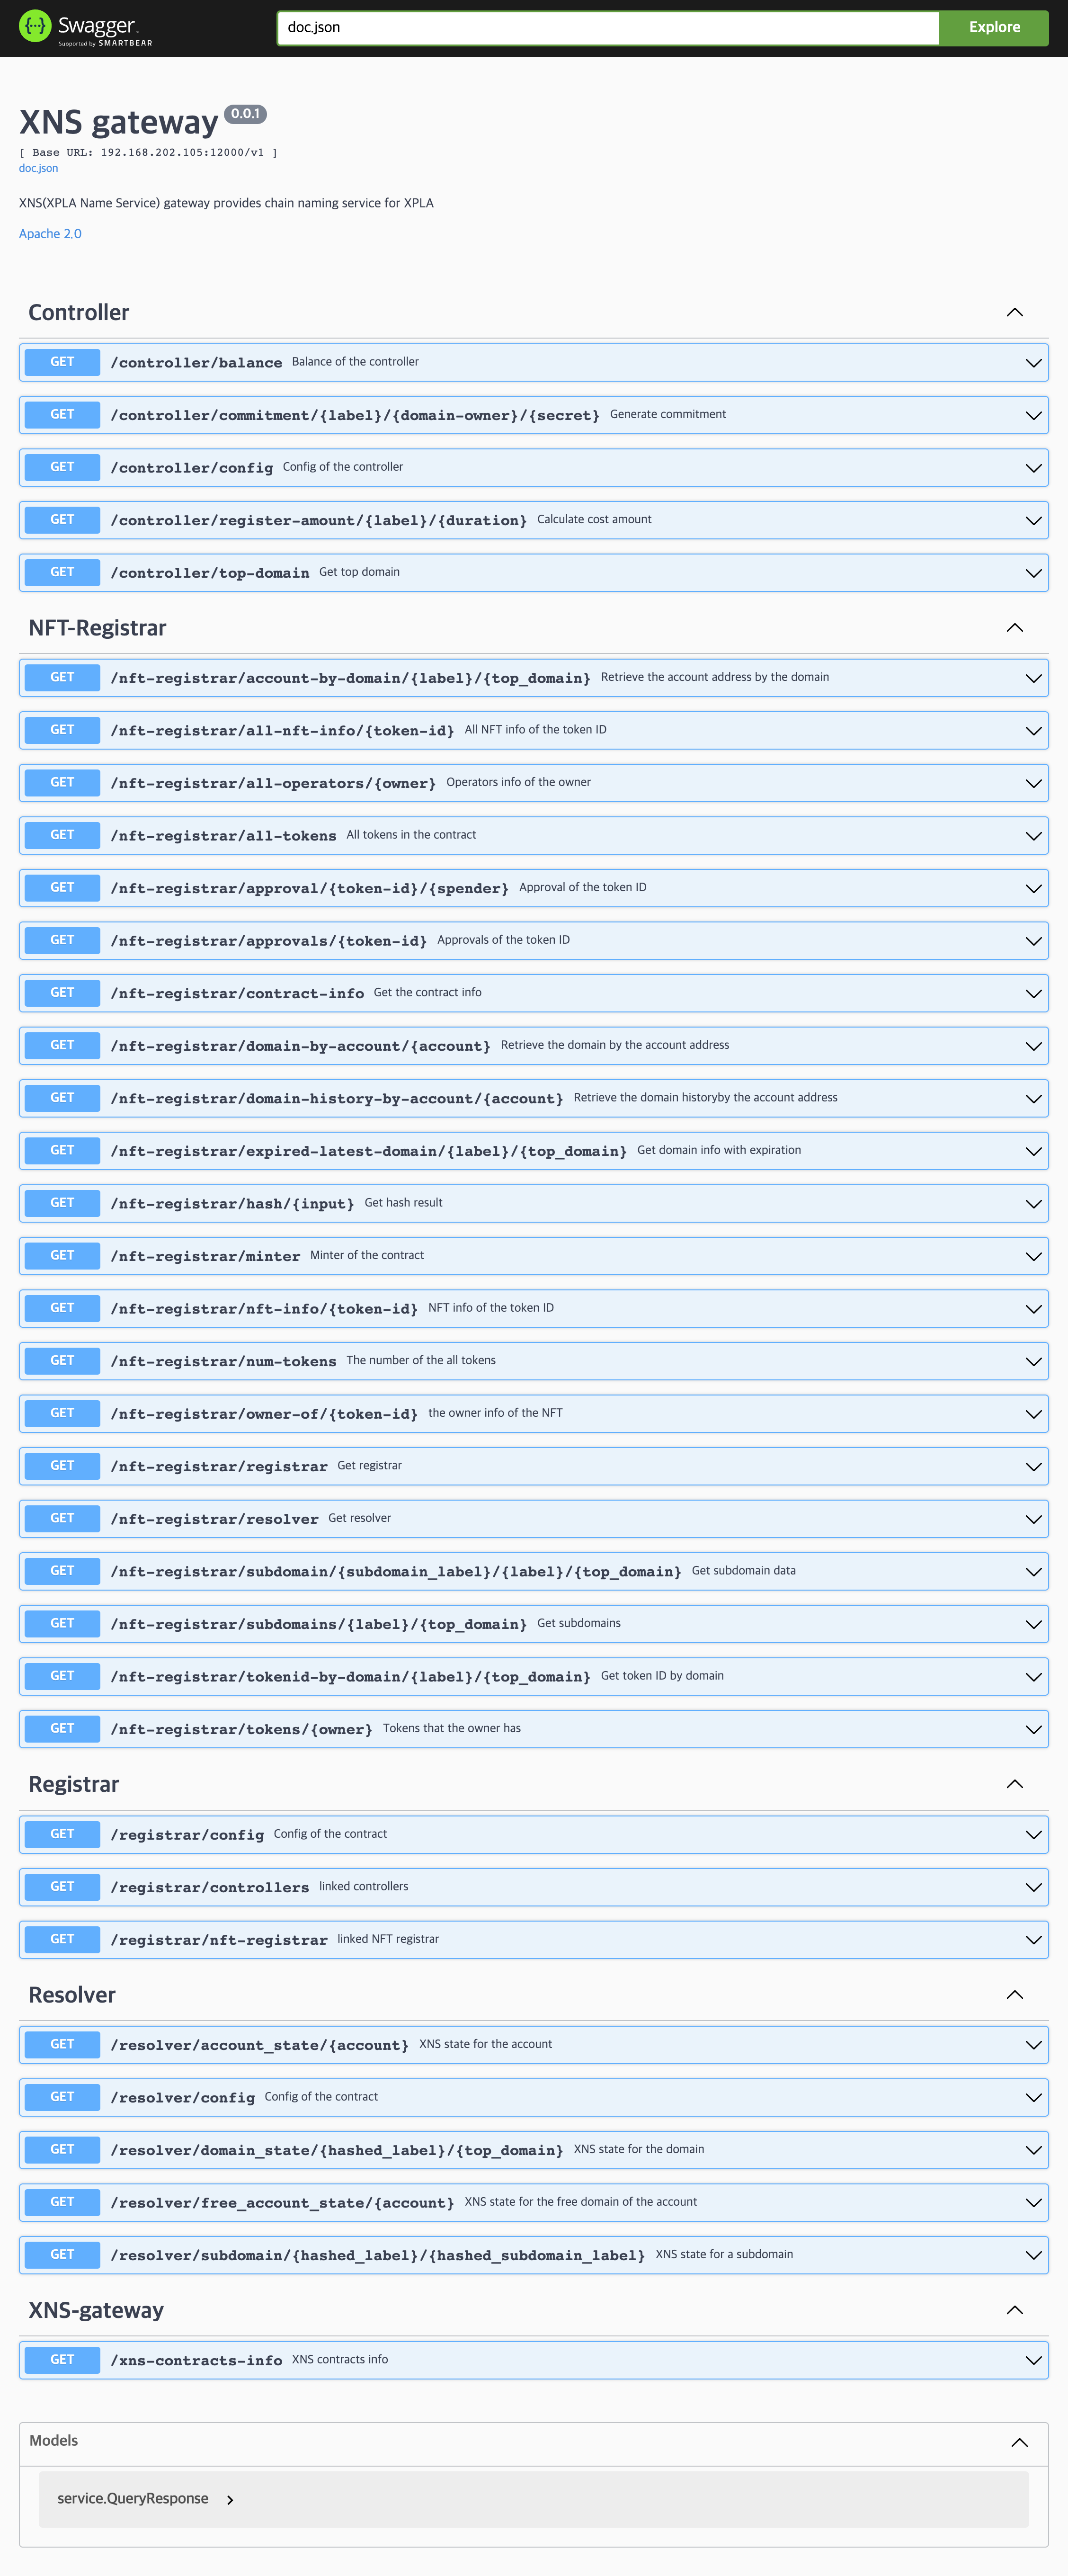 Swagger.
Supported by SMARTBEAR
doc.json
Explore
XNS gateway 0.0.1
[ Base URL: 192.168.202.105:12000/v1 ]
doc.json
XNS(XPLA Name Service) gateway provides chain naming service for XPLA
Apache 2.0
Controller
GET /controller/balance Balance of the controller
GET /controller/commitment/{label}/{domain-owner}/{secret} Generate commitment
GET /controller/config Config of the controller
GET /controller/register-amount/{label}/{duration} Calculate cost amount
GET /controller/top-domain Get top domain
NFT-Registrar
GET /nft-registrar/account-by-domain/{label}/{top_domain} Retrieve the account address by the domain
GET /nft-registrar/all-nft-info/{token-id} All NFT info of the token ID
GET /nft-registrar/all-operators/{owner} Operators info of the owner
GET /nft-registrar/all-tokens All tokens in the contract
GET /nft-registrar/approval/{token-id}/{spender} Approval of the token ID
GET /nft-registrar/approvals/{token-id} Approvals of the token ID
GET /nft-registrar/contract-info Get the contract info
GET /nft-registrar/domain-by-account/{account} Retrieve the domain by the account address
GET /nft-registrar/domain-history-by-account/{account} Retrieve the domain historyby the account address
GET /nft-registrar/expired-latest-domain/{label}/{top_domain} Get domain info with expiration
GET /nft-registrar/hash/{input} Get hash result
GET /nft-registrar/minter Minter of the contract
GET /nft-registrar/nft-info/{token-id} NFT info of the token ID
GET /nft-registrar/num-tokens The number of the all tokens
GET /nft-registrar/owner-of/{token-id} the owner info of the NFT
GET /nft-registrar/registrar Get registrar
GET /nft-registrar/resolver Get resolver
GET /nft-registrar/subdomain/{subdomain_label}/{label}/{top_domain} Get subdomain data
GET /nft-registrar/subdomains/{label}/{top_domain} Get subdomains
GET /nft-registrar/tokenid-by-domain/{label}/{top_domain} Get token ID by domain
GET /nft-registrar/tokens/{owner} Tokens that the owner has
Registrar
GET /registrar/config Config of the contract
GET /registrar/controllers linked controllers
GET /registrar/nft-registrar linked NFT registrar
Resolver
GET /resolver/account_state/{account} XNS state for the account
GET /resolver/config Config of the contract
GET /resolver/domain_state/{hashed_label}/{top_domain} XNS state for the domain
GET /resolver/free_account_state/{account} XNS state for the free domain of the account
GET /resolver/subdomain/{hashed_label}/{hashed_subdomain_label} XNS state for a subdomain
XNS-gateway
GET /xns-contracts-info XNS contracts info
Models
service.QueryResponse